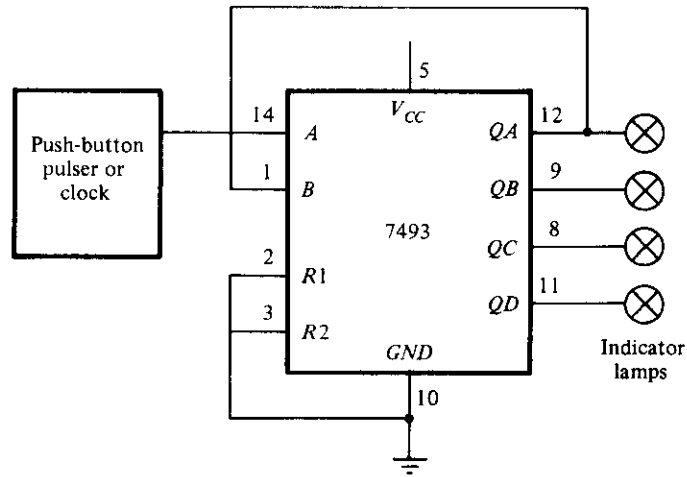 Push-button
pulser or
clock
5
14
A
VCC
QA
12
1
B
QB
9
7493
QC
8
2
R1
QD
11
3
R2
GND
10
Indicator
lamps